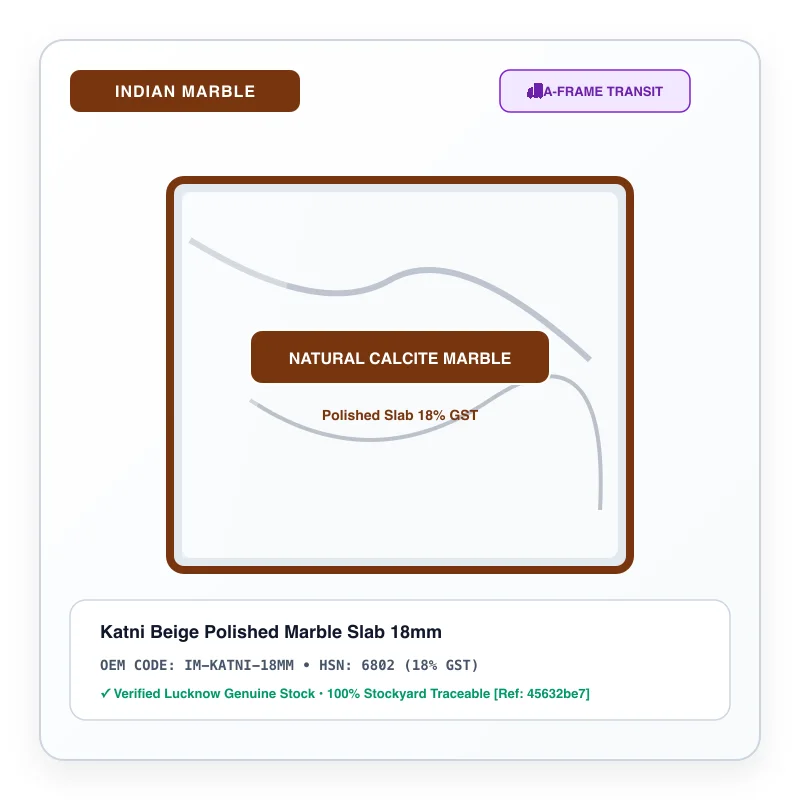 INDIAN MARBLE
A-FRAME TRANSIT
NATURAL CALCITE MARBLE
Polished Slab 18% GST
Katni Beige Polished Marble Slab 18mm
OEM CODE: IM-KATNI-18MM • HSN: 6802 (18% GST)
✓ Verified Lucknow Genuine Stock • 100% Stockyard Traceable [Ref: 45632be7]